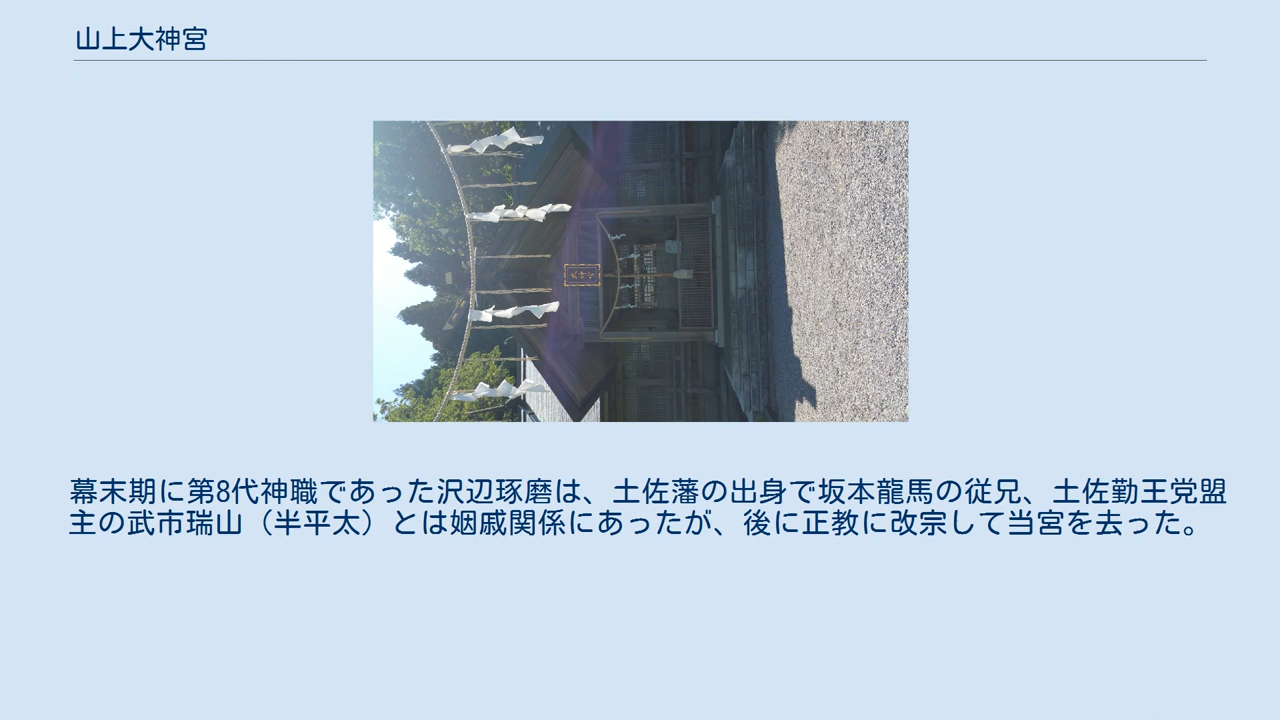 山上大神宮
大神宮
幕末期に第8代神職であった沢辺琢磨は、土佐藩の出身で坂本龍馬の従兄、土佐勤王党盟
主の武市瑞山（半平太）とは姻戚関係にあったが、後に正教に改宗して当宮を去った。